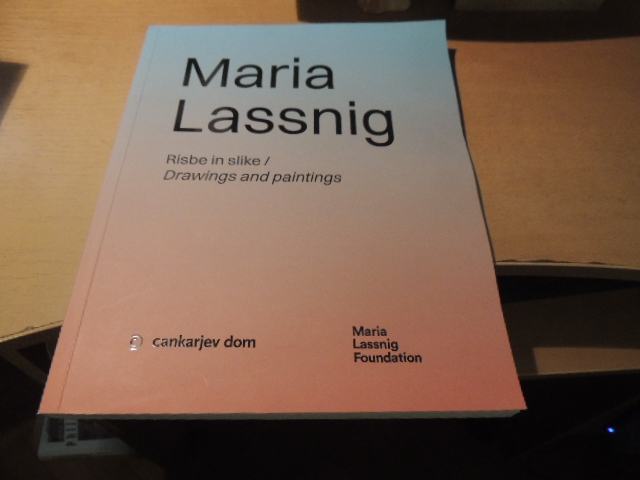 Maria
Lassnig
Risbe in slike /
Drawings and paintings
cankarjev dom
Maria
Lassnig
Foundation